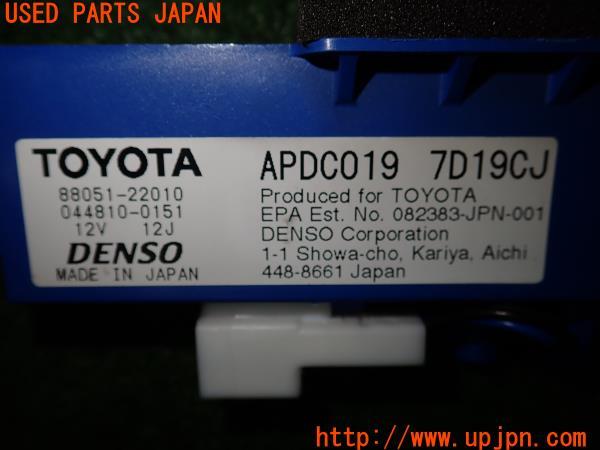 USED PARTS JAPAN
TOYOTA
88051-22010
044810-0151
12V 12J
DENSO
MADE IN JAPAN
APDC019 7D19CJ
Produced for TOYOTA
EPA Est. No. 082383-JPN-001
DENSO Corporation
1-1 Showa-cho, Kariya, Aichi
448-8661 Japan
Web site
http://www.upjpn.com/